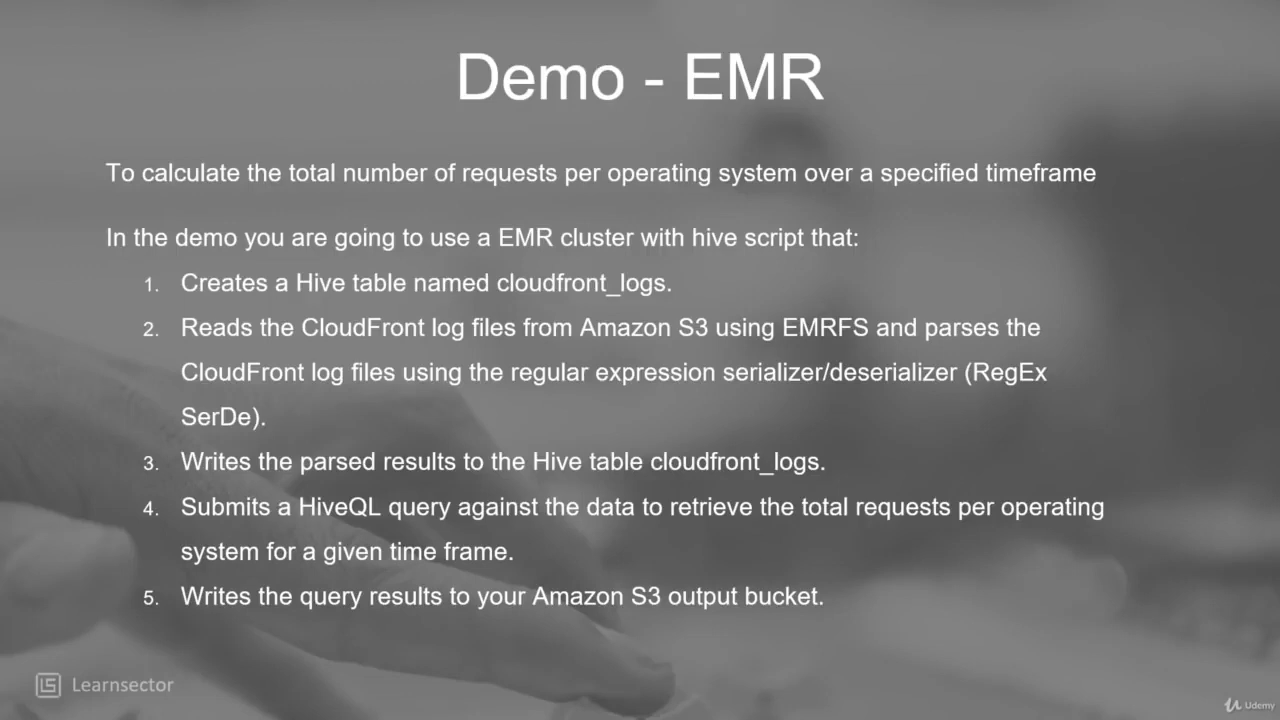 Demo - EMR
To calculate the total number of requests per operating system over a specified timeframe
In the demo you are going to use a EMR cluster with hive script that:
1. Creates a Hive table named cloudfront_logs.
2. Reads the CloudFront log files from Amazon S3 using EMRFS and parses the
CloudFront log files using the regular expression serializer/deserializer (RegEx
SerDe).
3. Writes the parsed results to the Hive table cloudfront_logs.
4. Submits a HiveQL query against the data to retrieve the total requests per operating
system for a given time frame.
5. Writes the query results to your Amazon S3 output bucket.
LS Learnsector
Udemy